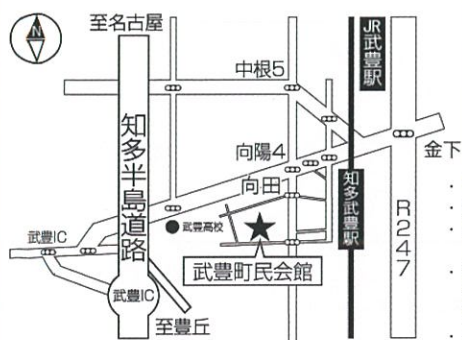 N
至名古屋
JR武豊駅
中根5
知多半島道路
向陽4
金下
向田
知多武豊駅
R247
武豊IC
武豊高校
武豊町民会館
武豊IC
至豊丘